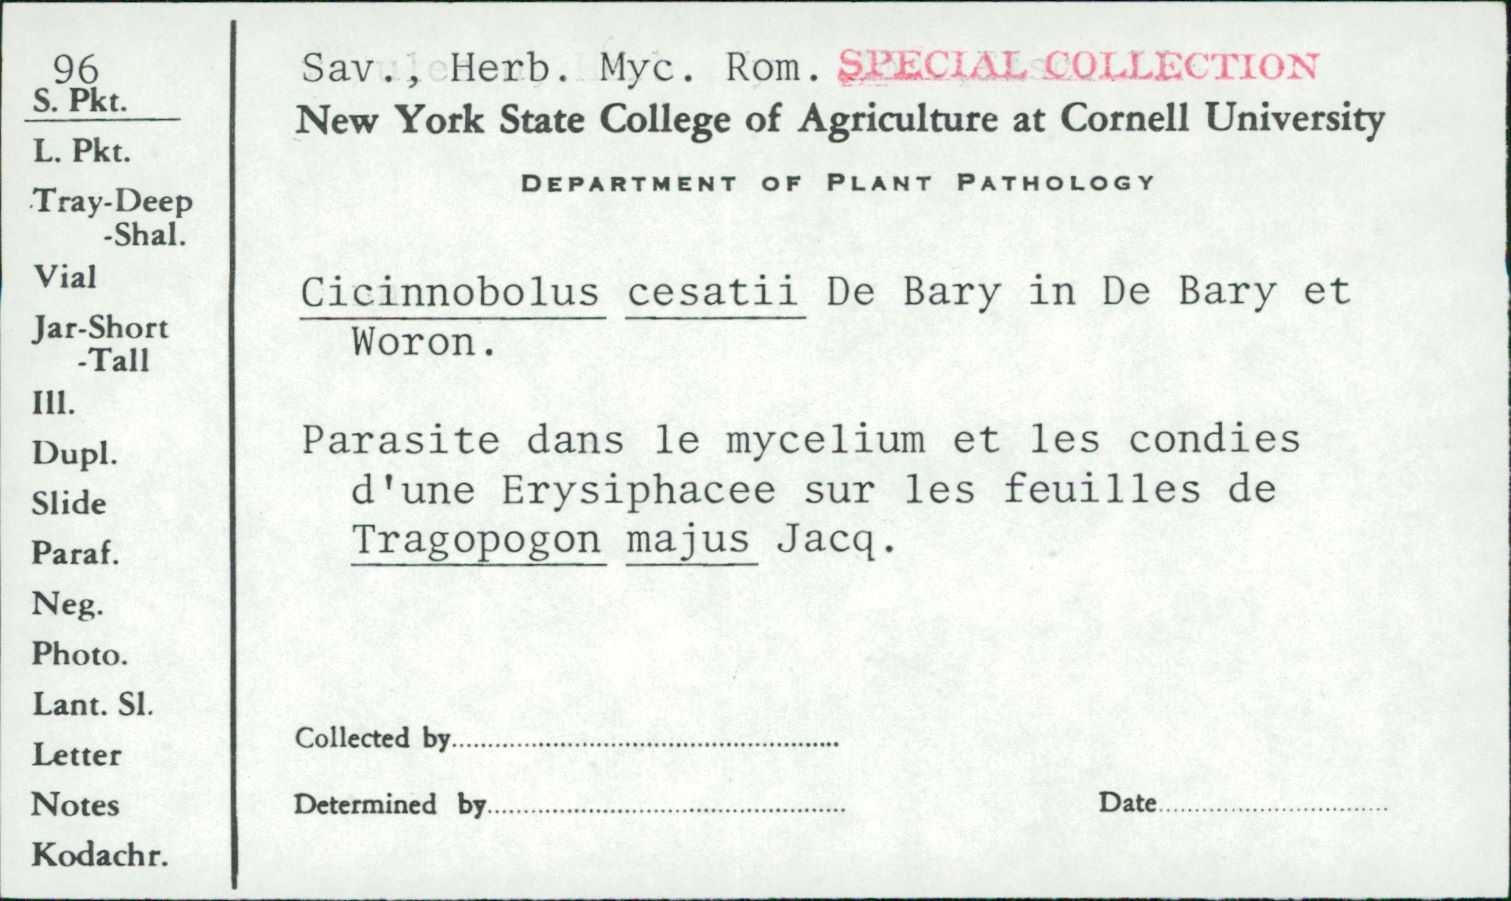 96
S. Pkt.
L. Pkt.
Tray-Deep
-Shal.
Vial
Jar-Short
-Tall
Ill.
Dupl.
Slide
Paraf.
Neg.
Photo.
Lant. Sl.
Letter
Notes
Kodachr.
Sav., Herb. Myc. Rom. SPECIAL COLLECTION
New York State College of Agriculture at Cornell University
DEPARTMENT OF PLANT PATHOLOGY
Cicinnobolus cesatii De Bary in De Bary et
Woron.
Parasite dans le mycelium et les condies
d'une Erysiphacee sur les feuilles de
Tragopogon majus Jacq.
Collected by
Determined by
Date